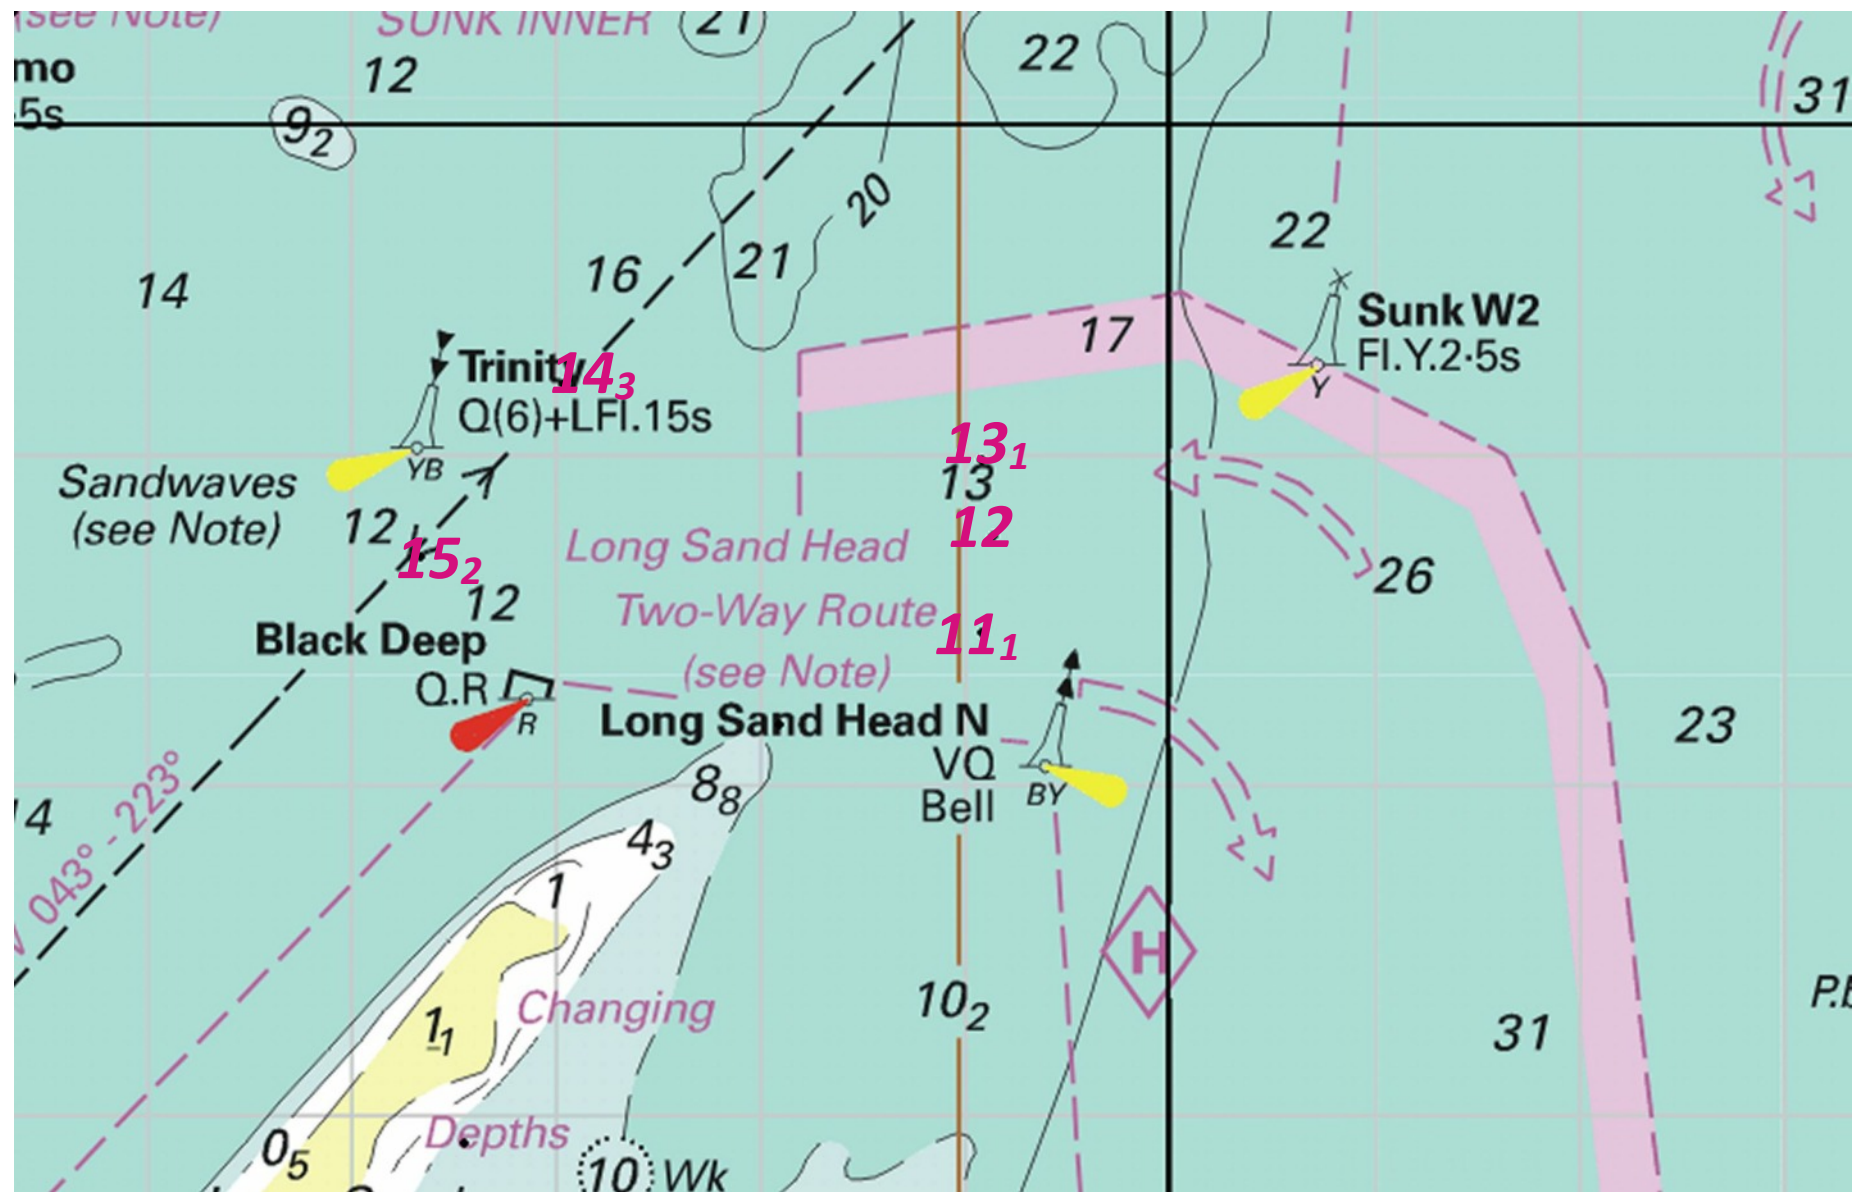 (see Note)
SUNK INNER
21
22
mo
·5s
12
9₂
31
20
22
14
16
21
17
Sunk W2
Fl.Y.2·5s
Y
Trinity
14₃
Q(6)+LFl.15s
YB
13₁
13
Sandwaves
(see Note)
12
15₂
12
Long Sand Head
Two-Way Route
(see Note)
12
11₁
26
Black Deep
Q.R
R
Long Sand Head N
VQ
Bell
BY
23
043° - 223°
8₈
4₃
1
H
10₂
31
Changing
1₁
Depths
0₅
10 Wk